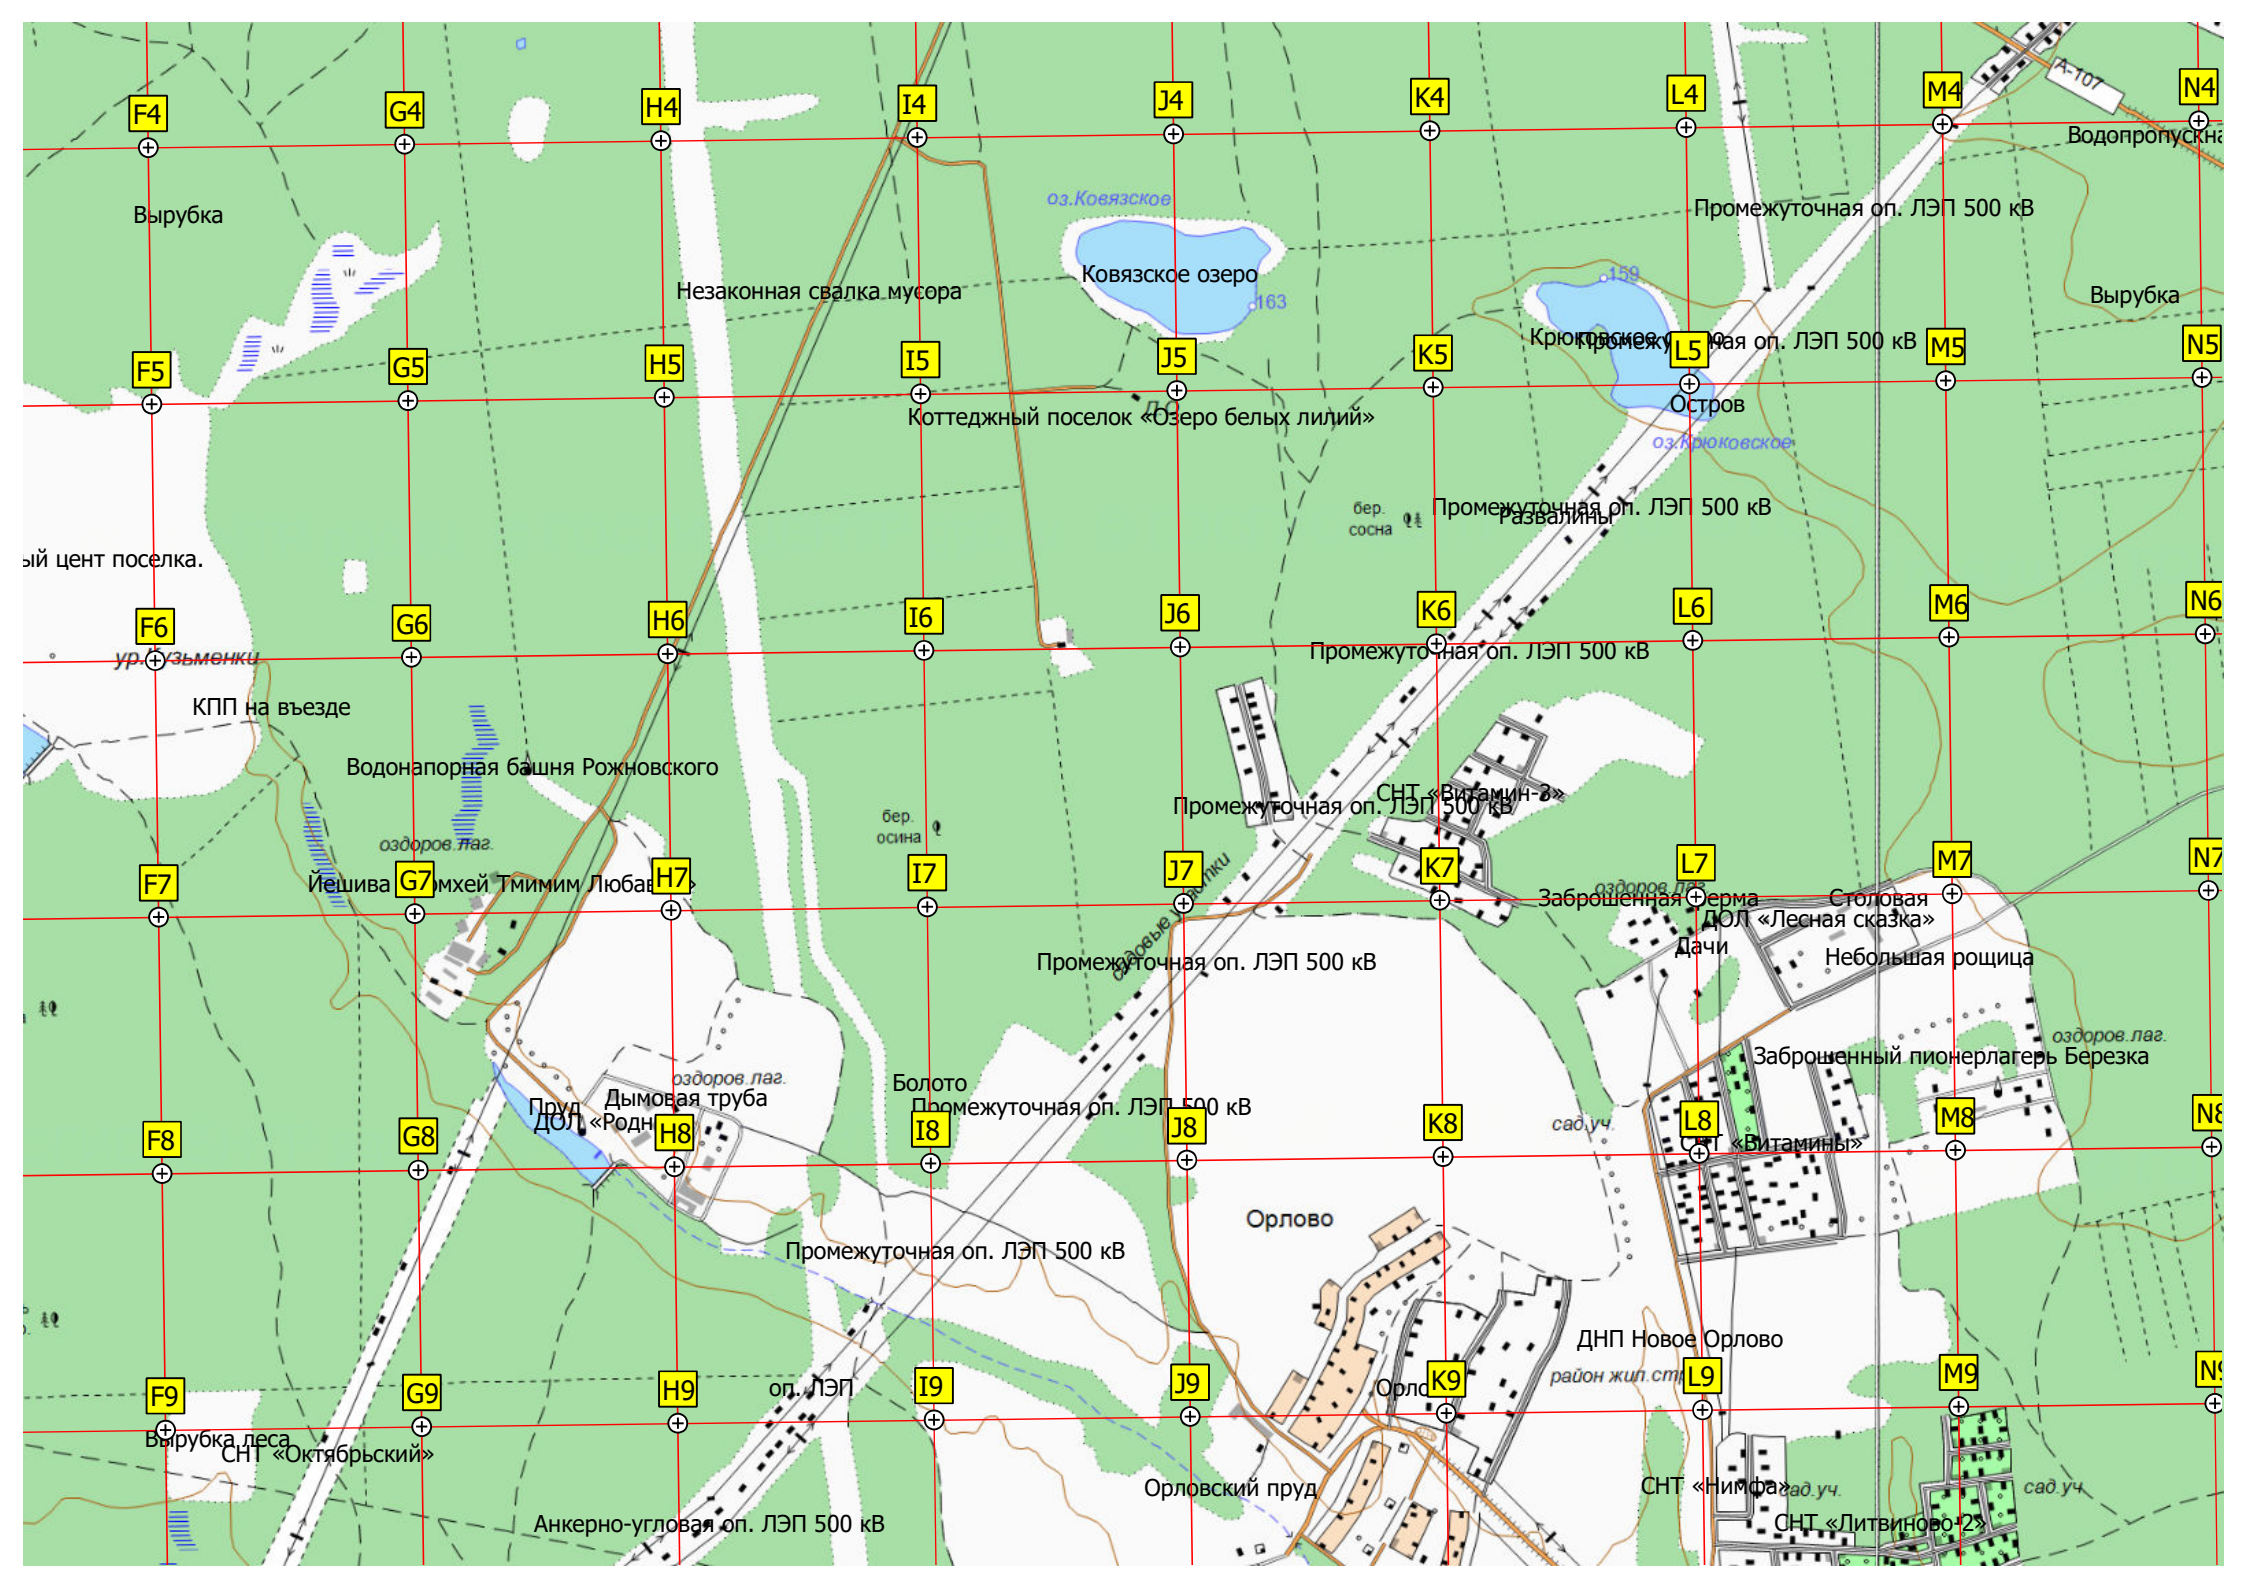 F4
G4
H4
I4
J4
K4
L4
M4
N4
А-107
Вырубка
оз.Ковязское
Промежуточная оп. ЛЭП 500 кВ
Незаконная свалка мусора
Ковязское озеро
163
159
Вырубка
Промежуточная оп. ЛЭП 500 кВ
F5
G5
H5
I5
J5
K5
L5
M5
N5
Коттеджный поселок «Озеро белых лилий»
Остров
оз.Крюковское
бер.
сосна
Промежуточная оп. ЛЭП 500 кВ
Развалины
ый цент поселка.
F6
G6
H6
I6
J6
K6
L6
M6
N6
ур.Кузьменки
Промежуточная оп. ЛЭП 500 кВ
КПП на въезде
Водонапорная башня Рожновского
СНТ «Витамин-3»
Промежуточная оп. ЛЭП 500 кВ
бер.
осина
оздоров.лаг.
F7
G7
H7
I7
J7
K7
L7
M7
N7
Йешива
оздоров.лаг.
Заброшенная ферма
Столовая
ДОЛ «Лесная сказка»
Дачи
Небольшая рощица
садовые участки
Промежуточная оп. ЛЭП 500 кВ
оздоров.лаг.
Заброшенный пионерлагерь Березка
оздоров.лаг.
Болото
Дымовая труба
Пруд
Промежуточная оп. ЛЭП 500 кВ
ДОЛ
сад.уч.
F8
G8
H8
I8
J8
K8
L8
M8
N8
СНТ «Витамины»
Орлово
Промежуточная оп. ЛЭП 500 кВ
ДНП Новое Орлово
район жил.стр.
оп. ЛЭП
F9
G9
H9
I9
J9
K9
L9
M9
N9
Вырубка леса
СНТ «Октябрьский»
Орловский пруд
СНТ «Нимфа»
сад.уч.
сад.уч.
Анкерно-угловая оп. ЛЭП 500 кВ
СНТ «Литвиново-2»